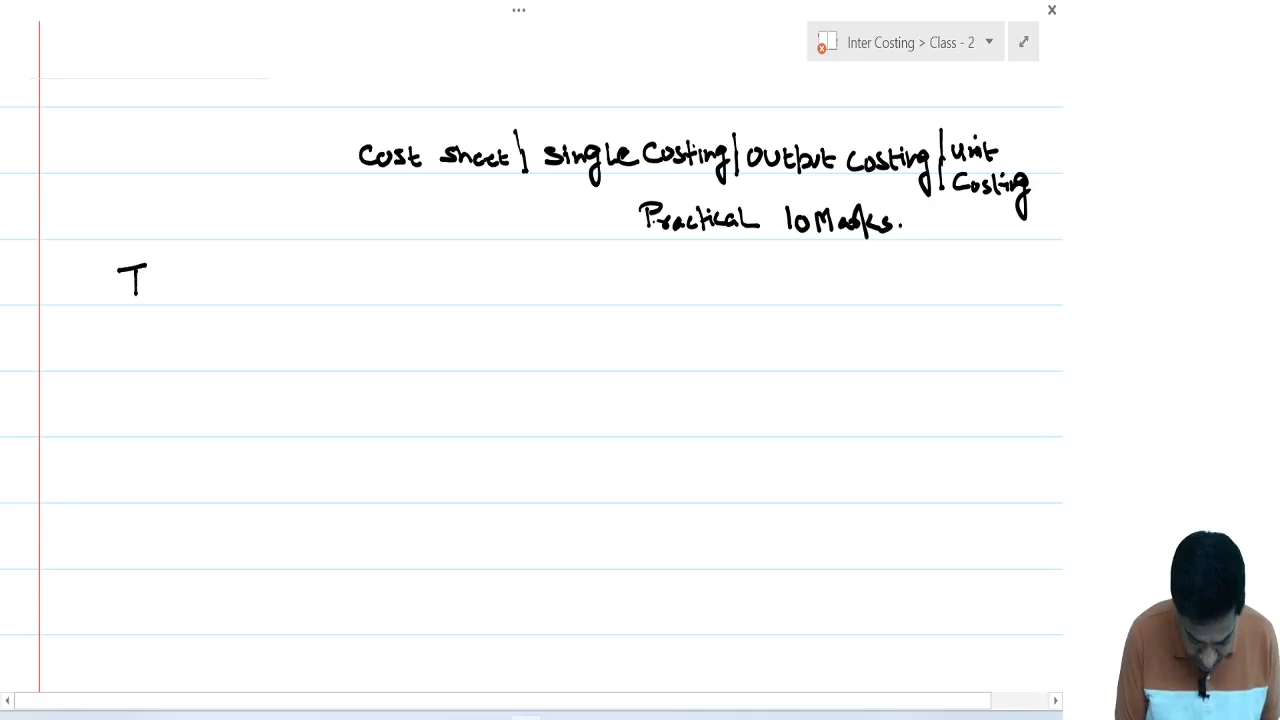 Inter Costing > Class - 2
Cost sheet | Single Costing | Output Costing | Unit
Costing
Practical 10 Marks.
T